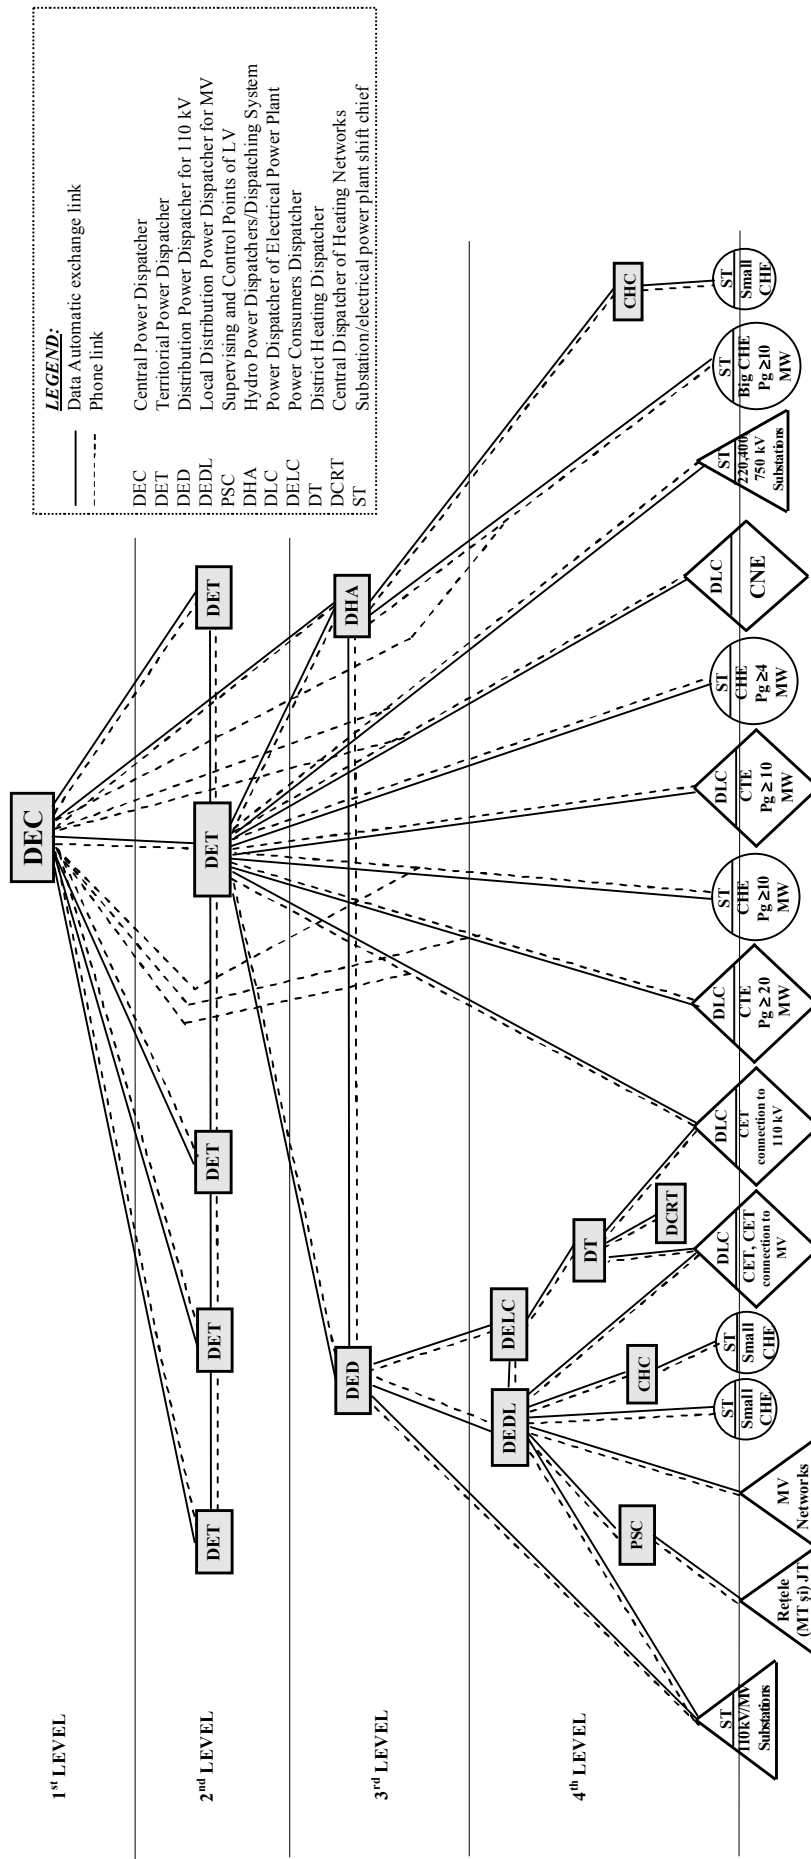 LEGEND:
Data Automatic exchange link
Phone link
DEC Central Power Dispatcher
DET Territorial Power Dispatcher
DED Distribution Power Dispatcher for 110 kV
DEDL Local Distribution Power Dispatcher for MV
PSC Supervising and Control Points of LV
DHA Hydro Power Dispatchers/Dispatching System
DLC Power Dispatcher of Electrical Power Plant
DELC Power Consumers Dispatcher
DT District Heating Dispatcher
DCRT Central Dispatcher of Heating Networks
ST Substation/electrical power plant shift chief
1st LEVEL
DEC
2nd LEVEL
DET
DET
DET
DET
DET
3rd LEVEL
DED
DHA
4th LEVEL
DEDL
DELC
DT
PSC
CHC
DCRT
CHC
ST
110kV/MV
Substations
Rețele
(MT și) JT
MV
Networks
ST
Small
CHE
ST
Small
CHE
DLC
CET, CET
connection to
MV
DLC
CET
connection to
110 kV
DLC
CTE
Pg ≥ 20
MW
ST
CHE
Pg ≥10
MW
DLC
CTE
Pg ≥ 10
MW
ST
CHE
Pg ≥4
MW
DLC
CNE
ST
220,400,
750 kV
Substations
ST
Big CHE
Pg ≥10
MW
ST
Small
CHE